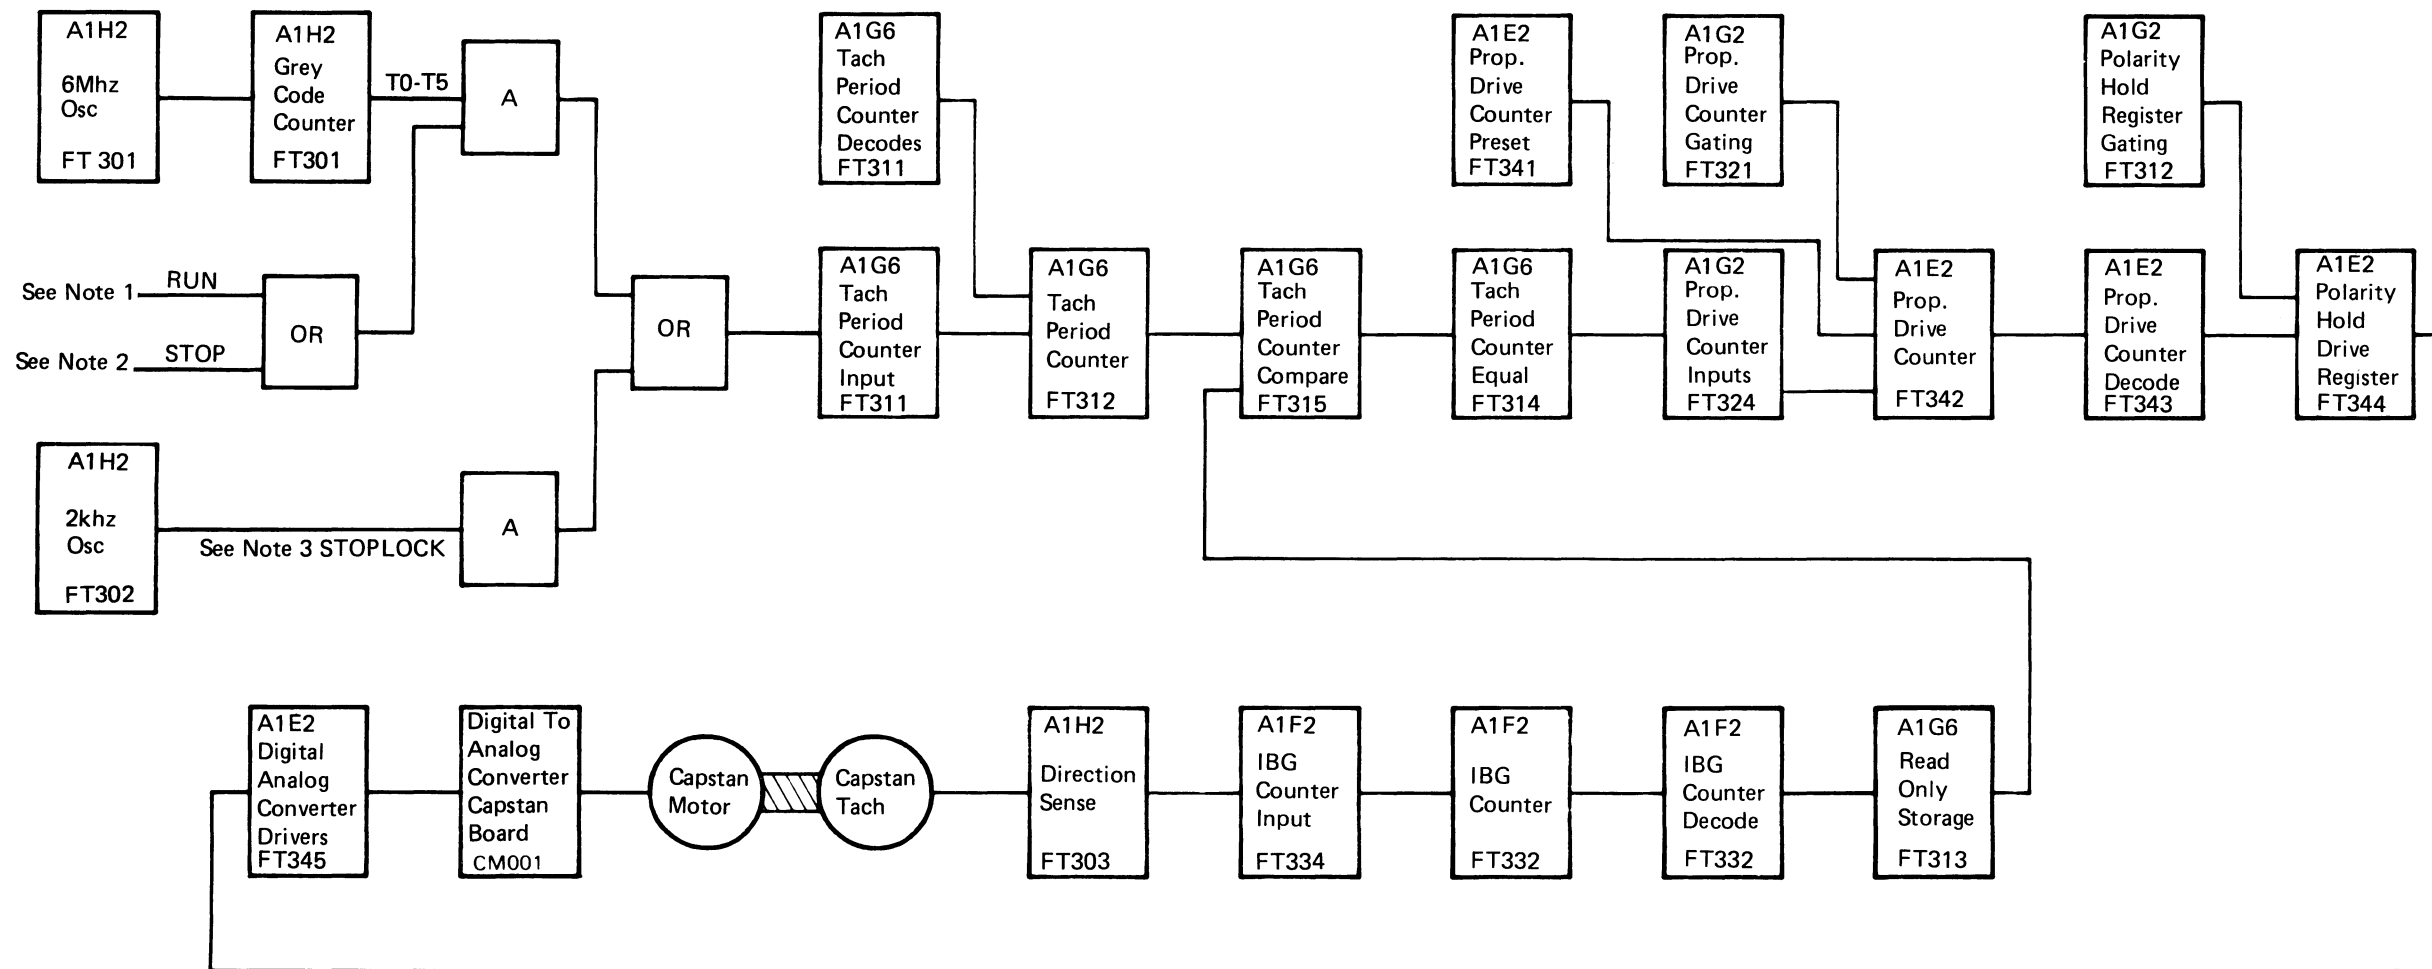 A1H2
6Mhz
Osc
FT 301
A1H2
Grey
Code
Counter
FT301
T0-T5
A
A1G6
Tach
Period
Counter
Decodes
FT311
A1E2
Prop.
Drive
Counter
Preset
FT341
A1G2
Prop.
Drive
Counter
Gating
FT321
A1G2
Polarity
Hold
Register
Gating
FT312
See Note 1
RUN
See Note 2
STOP
OR
OR
A1G6
Tach
Period
Counter
Input
FT311
A1G6
Tach
Period
Counter
FT312
A1G6
Tach
Period
Counter
Compare
FT315
A1G6
Tach
Period
Counter
Equal
FT314
A1G2
Prop.
Drive
Counter
Inputs
FT324
A1E2
Prop.
Drive
Counter
FT342
A1E2
Prop.
Drive
Counter
Decode
FT343
A1E2
Polarity
Hold
Drive
Register
FT344
A1H2
2khz
Osc
FT302
See Note 3 STOPLOCK
A
A1E2
Digital
Analog
Converter
Drivers
FT345
Digital To
Analog
Converter
Capstan
Board
CM001
Capstan
Motor
Capstan
Tach
A1H2
Direction
Sense
FT303
A1F2
IBG
Counter
Input
FT334
A1F2
IBG
Counter
FT332
A1F2
IBG
Counter
Decode
FT332
A1G6
Read
Only
Storage
FT313